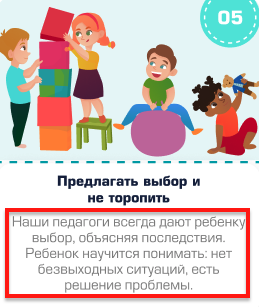 05
Предлагать выбор и
не торопить
Наши педагоги всегда дают ребенку
выбор, объясняя последствия.
Ребенок научится понимать: нет
безвыходных ситуаций, есть
решение проблемы.